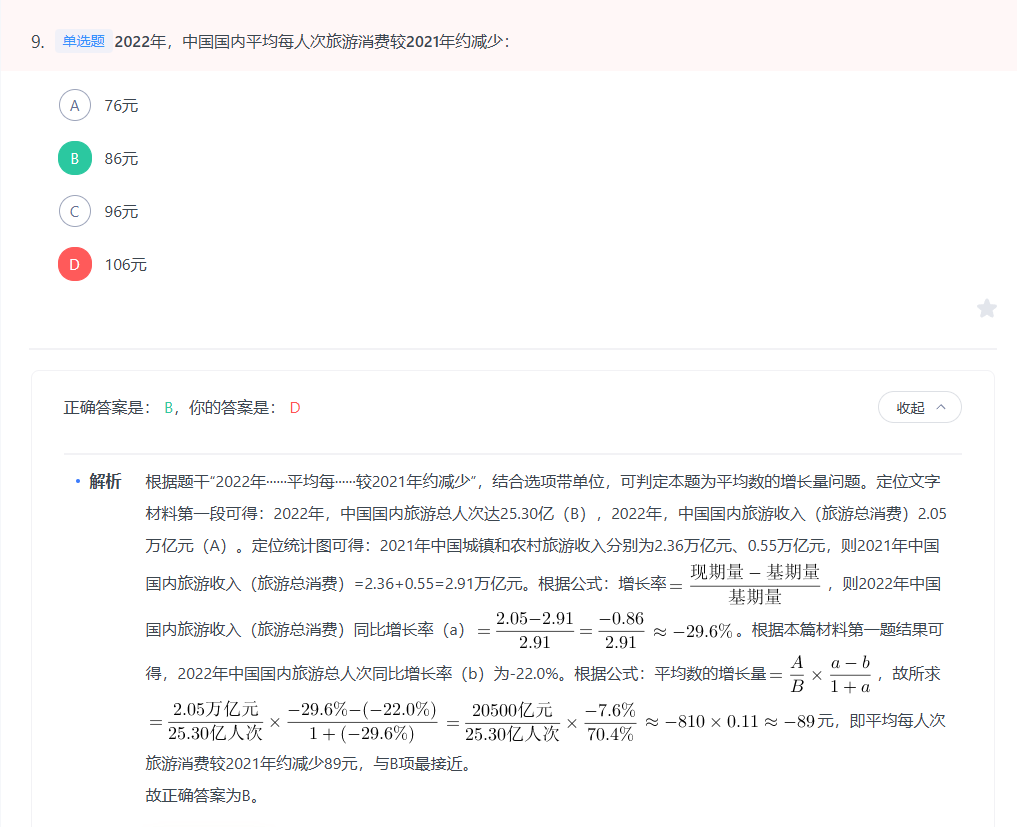 9. 单选题 2022年，中国国内平均每人次旅游消费较2021年约减少：
A 76元
B 86元
C 96元
D 106元
正确答案是： B，你的答案是： D
收起
解析 根据题干“2022年……平均每……较2021年约减少”，结合选项带单位，可判定本题为平均数的增长量问题。定位文字
材料第一段可得：2022年，中国国内旅游总人次达25.30亿（B），2022年，中国国内旅游收入（旅游总消费）2.05
万亿元（A）。定位统计图可得：2021年中国城镇和农村旅游收入分别为2.36万亿元、0.55万亿元，则2021年中国
国内旅游收入（旅游总消费）=2.36+0.55=2.91万亿元。根据公式：增长率 = (现期量 − 基期量)/基期量，则2022年中国
国内旅游收入（旅游总消费）同比增长率（a） = (2.05−2.91)/2.91 = −0.86/2.91 ≈ −29.6%。根据本篇材料第一题结果可
得，2022年中国国内旅游总人次同比增长率（b）为-22.0%。根据公式：平均数的增长量 = A/B × (a − b)/(1 + a)，故所求
= 2.05万亿元/25.30亿人次 × (−29.6%−(−22.0%))/(1 + (−29.6%)) = 20500亿元/25.30亿人次 × −7.6%/70.4% ≈ −810 × 0.11 ≈ −89元，即平均每人次
旅游消费较2021年约减少89元，与B项最接近。
故正确答案为B。